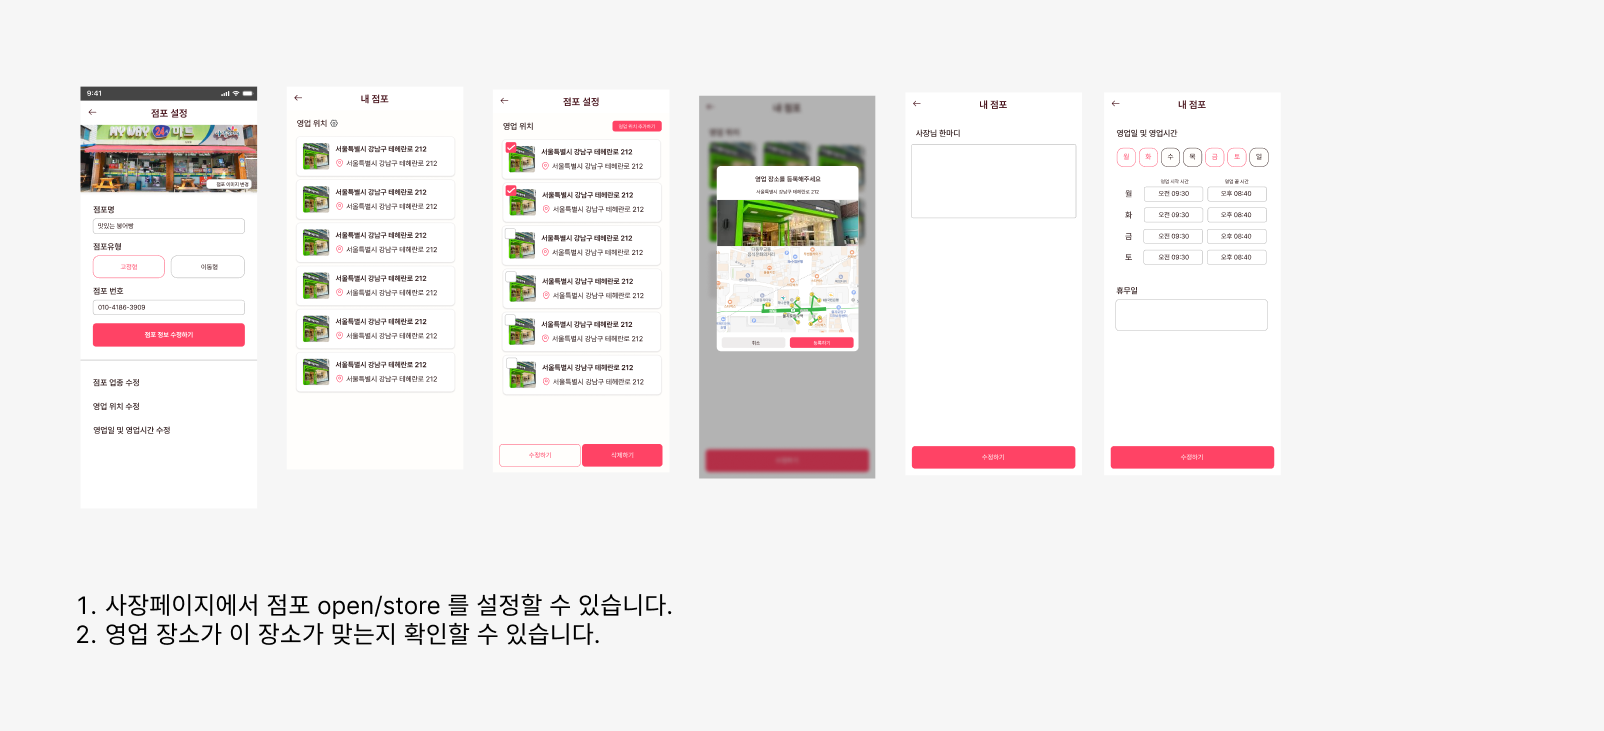 9:41
점포 설정
MYWAY 24 마트
점포 이미지 변경
점포명
맛있는 붕어빵
점포유형
고정형
이동형
점포 번호
010-4186-3909
점포 정보 수정하기
점포 업종 수정
영업 위치 수정
영업일 및 영업시간 수정
내 점포
영업 위치
서울특별시 강남구 테헤란로 212
서울특별시 강남구 테헤란로 212
서울특별시 강남구 테헤란로 212
서울특별시 강남구 테헤란로 212
서울특별시 강남구 테헤란로 212
서울특별시 강남구 테헤란로 212
서울특별시 강남구 테헤란로 212
서울특별시 강남구 테헤란로 212
서울특별시 강남구 테헤란로 212
서울특별시 강남구 테헤란로 212
서울특별시 강남구 테헤란로 212
서울특별시 강남구 테헤란로 212
점포 설정
영업 위치
영업 위치 추가하기
서울특별시 강남구 테헤란로 212
서울특별시 강남구 테헤란로 212
서울특별시 강남구 테헤란로 212
서울특별시 강남구 테헤란로 212
서울특별시 강남구 테헤란로 212
서울특별시 강남구 테헤란로 212
서울특별시 강남구 테헤란로 212
서울특별시 강남구 테헤란로 212
서울특별시 강남구 테헤란로 212
서울특별시 강남구 테헤란로 212
서울특별시 강남구 테헤란로 212
서울특별시 강남구 테헤란로 212
수정하기
삭제하기
내 점포
영업 위치
영업 장소를 등록해주세요
서울특별시 강남구 테헤란로 212
취소
등록하기
내 점포
사장님 한마디
수정하기
내 점포
영업일 및 영업시간
월 화 수 목 금 토 일
영업 시작 시간 영업 끝 시간
월 오전 09:30 오후 08:40
화 오전 09:30 오후 08:40
금 오전 09:30 오후 08:40
토 오전 09:30 오후 08:40
휴무일
수정하기
1. 사장페이지에서 점포 open/store 를 설정할 수 있습니다.
2. 영업 장소가 이 장소가 맞는지 확인할 수 있습니다.